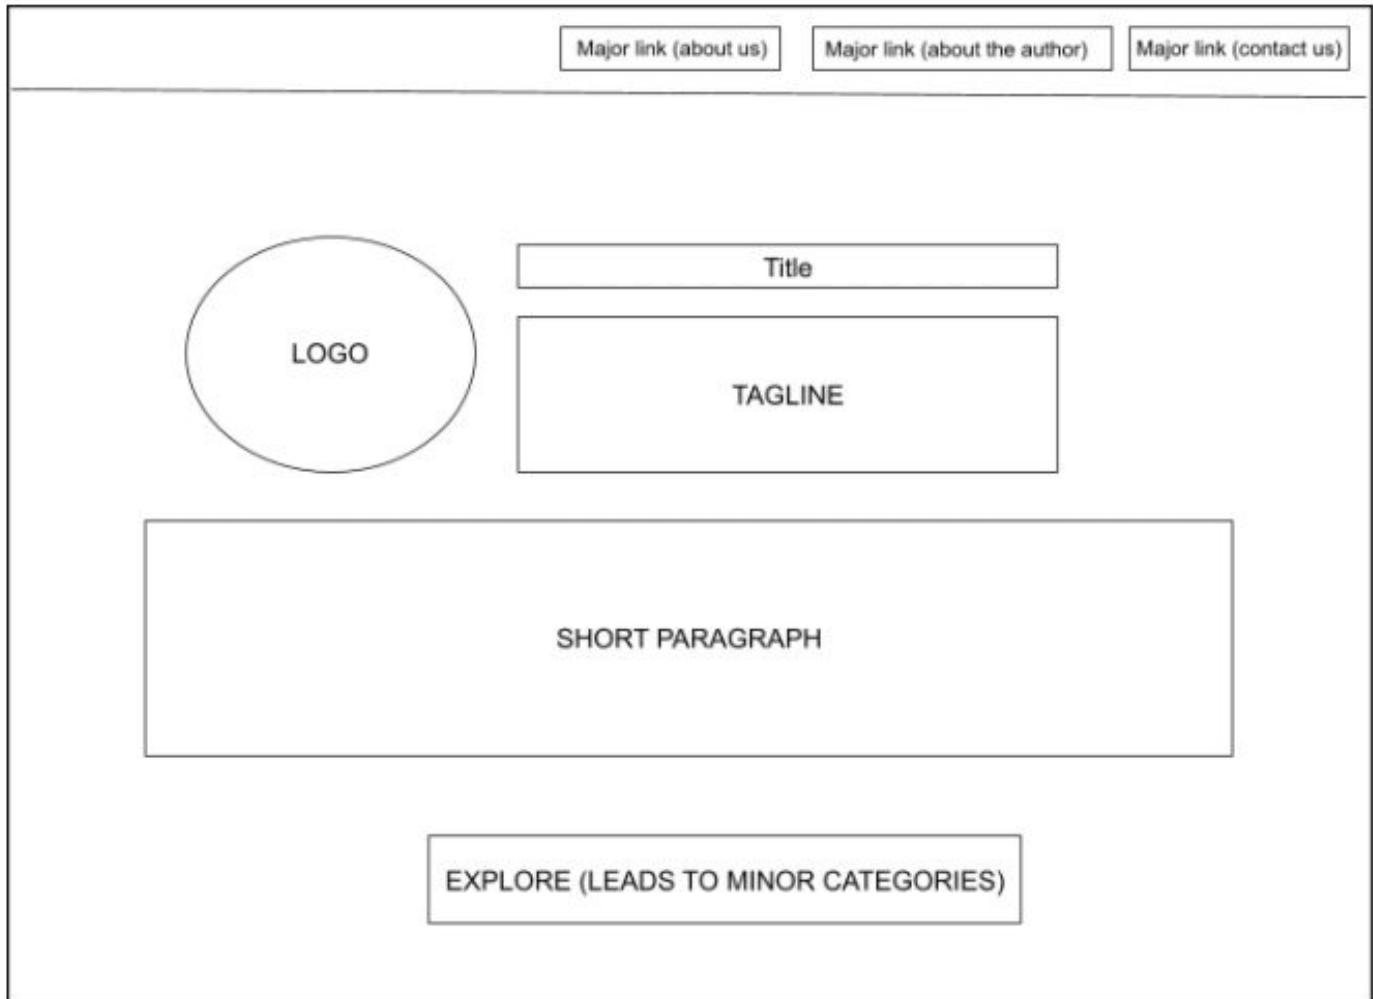 Major link (about us)
Major link (about the author)
Major link (contact us)
Title
LOGO
TAGLINE
SHORT PARAGRAPH
EXPLORE (LEADS TO MINOR CATEGORIES)